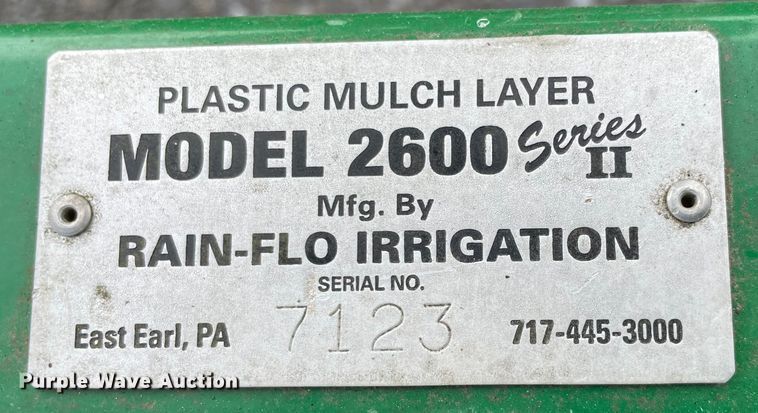 PLASTIC MULCH LAYER
MODEL 2600 Series II
Mfg. By
RAIN-FLO IRRIGATION
SERIAL NO.
East Earl, PA 7123 717-445-3000
Purple Wave Auction